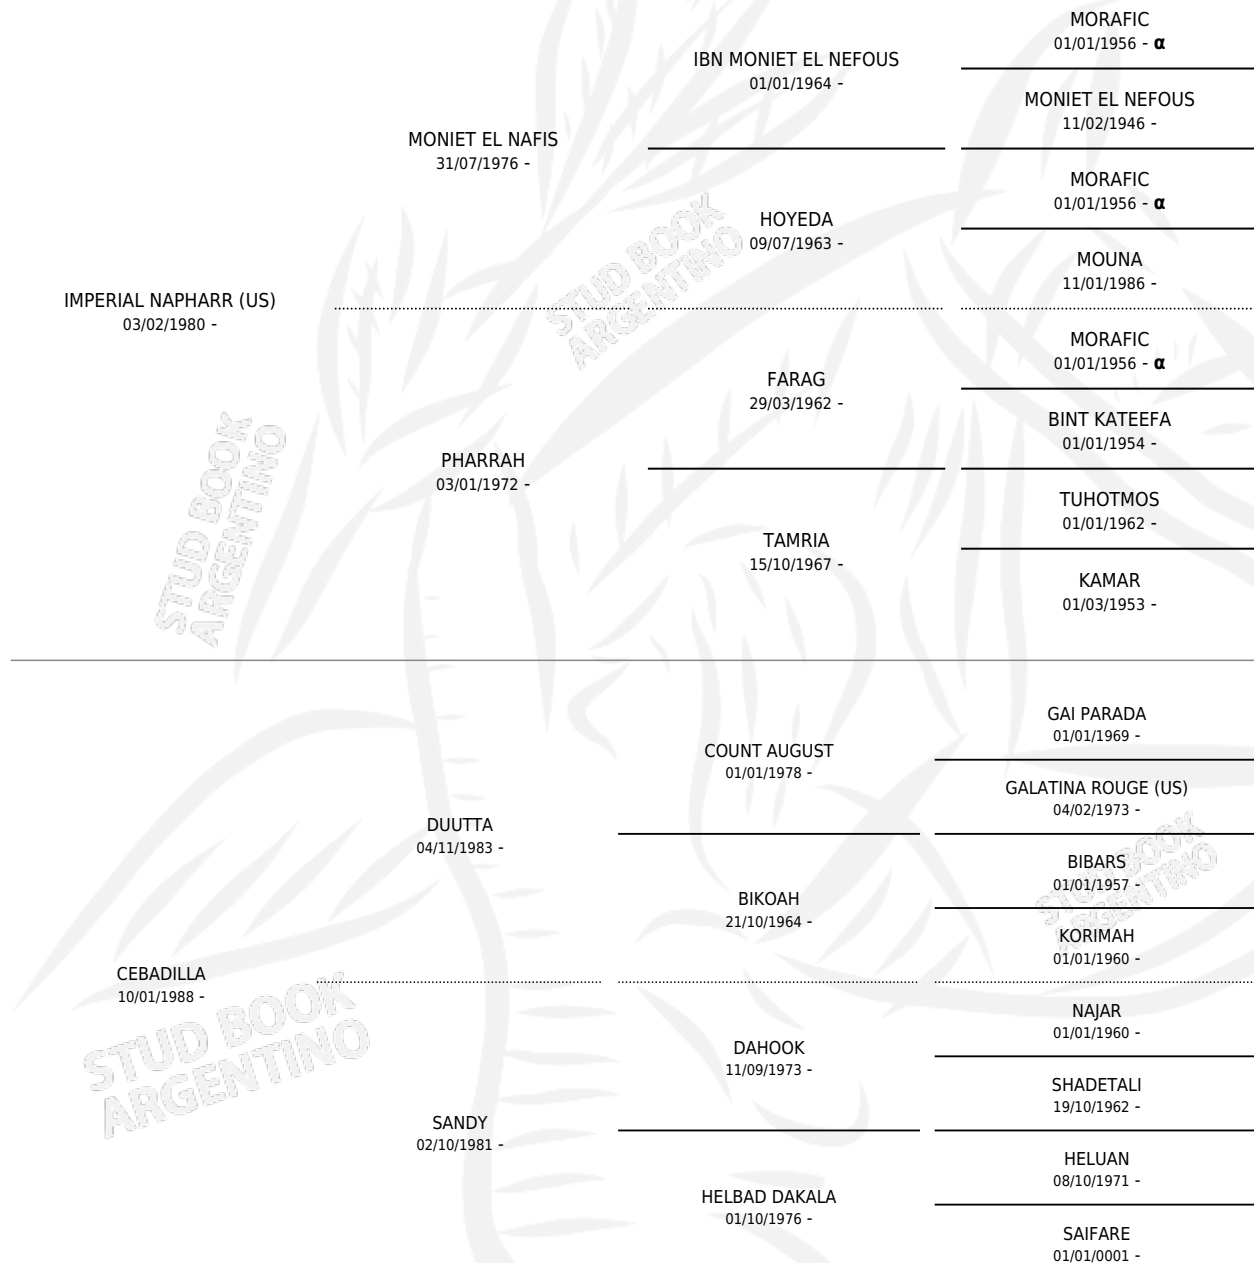 MORAFIC
01/01/1956 - α
IBN MONIET EL NEFOUS
01/01/1964 -
MONIET EL NEFOUS
11/02/1946 -
MONIET EL NAFIS
31/07/1976 -
MORAFIC
01/01/1956 - α
HOYEDA
09/07/1963 -
MOUNA
11/01/1986 -
IMPERIAL NAPHARR (US)
03/02/1980 -
MORAFIC
01/01/1956 - α
FARAG
29/03/1962 -
BINT KATEEFA
01/01/1954 -
PHARRAH
03/01/1972 -
TUHOTMOS
01/01/1962 -
TAMRIA
15/10/1967 -
KAMAR
01/03/1953 -
GAI PARADA
01/01/1969 -
COUNT AUGUST
01/01/1978 -
GALATINA ROUGE (US)
04/02/1973 -
DUUTTA
04/11/1983 -
BIBARS
01/01/1957 -
BIKOAH
21/10/1964 -
KORIMAH
01/01/1960 -
CEBADILLA
10/01/1988 -
NAJAR
01/01/1960 -
DAHOOK
11/09/1973 -
SHADETALI
19/10/1962 -
SANDY
02/10/1981 -
HELUAN
08/10/1971 -
HELBAD DAKALA
01/10/1976 -
SAIFARE
01/01/0001 -
STUD BOOK
ARGENTINO
STUD BOOK
ARGENTINO
STUD BOOK
ARGENTINO
STUD BOOK
ARGENTINO